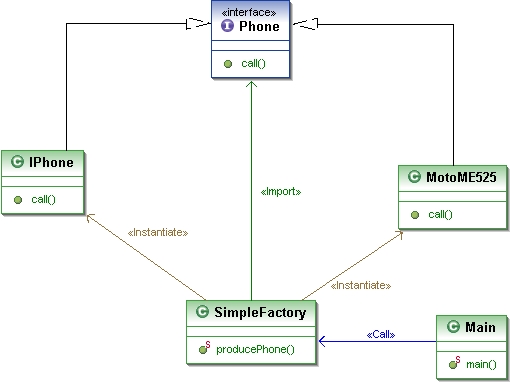 «interface»
I Phone
call()
C IPhone
call()
C MotoME525
call()
«Import»
«Instantiate»
«Instantiate»
C SimpleFactory
S producePhone()
«Call»
C Main
S main()